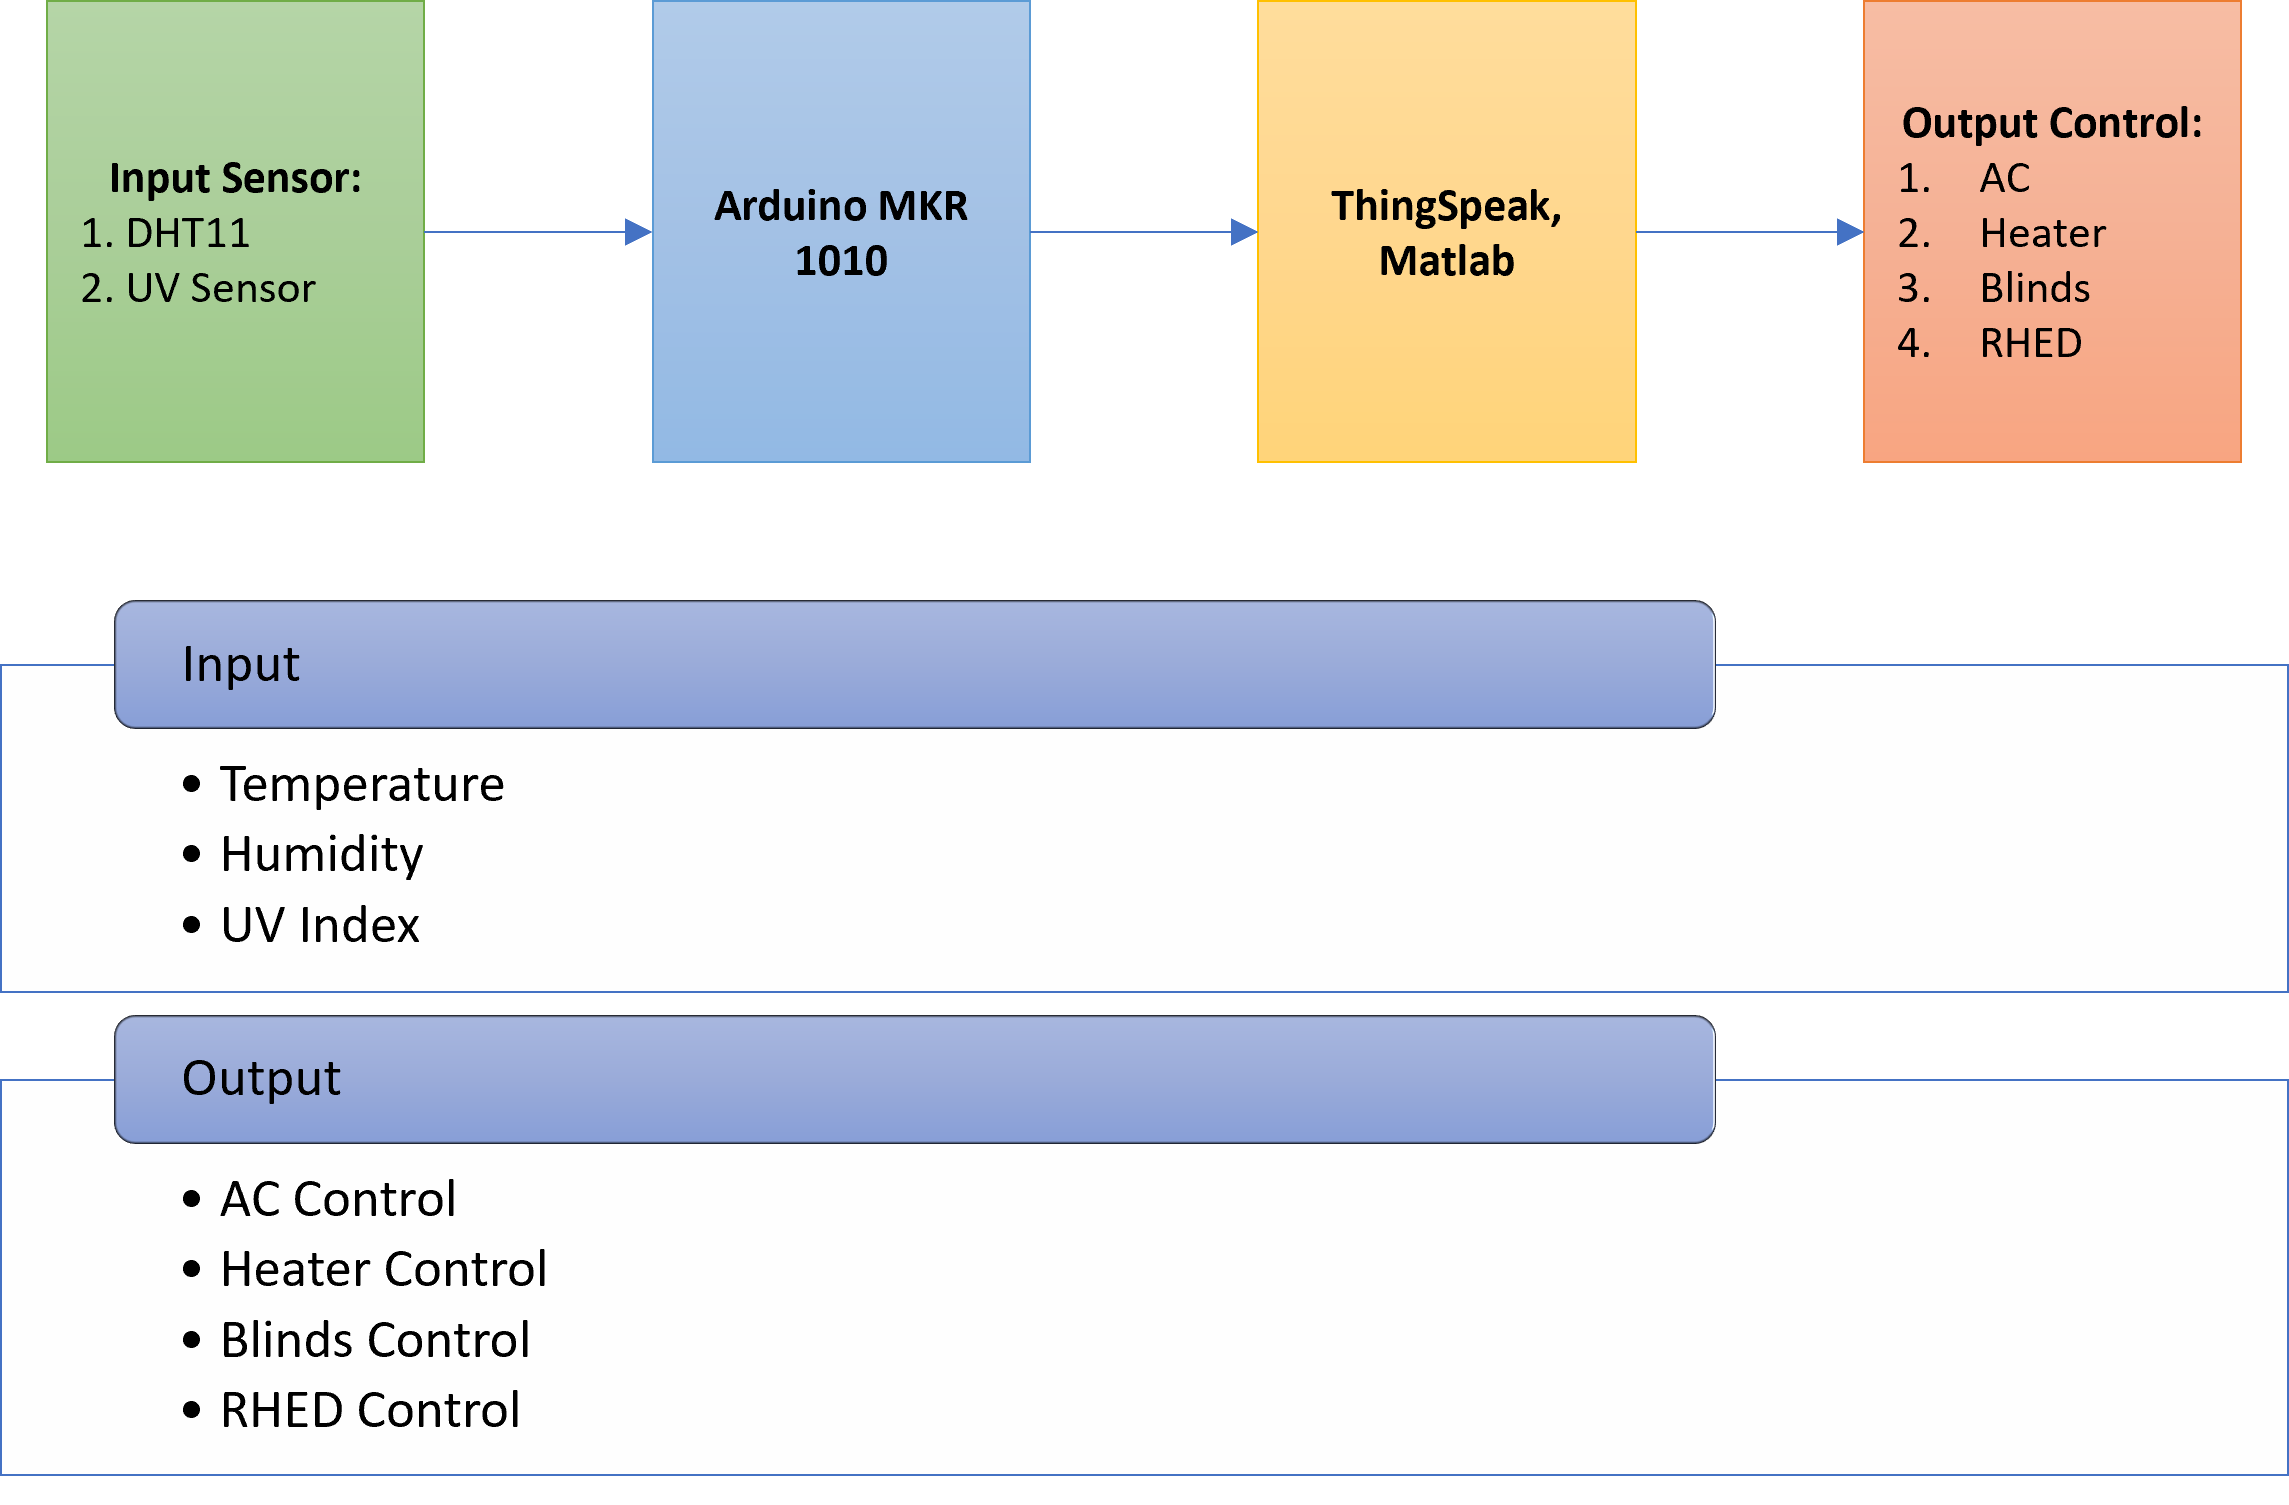 Input Sensor:
1. DHT11
2. UV Sensor
Arduino MKR
1010
ThingSpeak,
Matlab
Output Control:
1. AC
2. Heater
3. Blinds
4. RHED
Input
• Temperature
• Humidity
• UV Index
Output
• AC Control
• Heater Control
• Blinds Control
• RHED Control